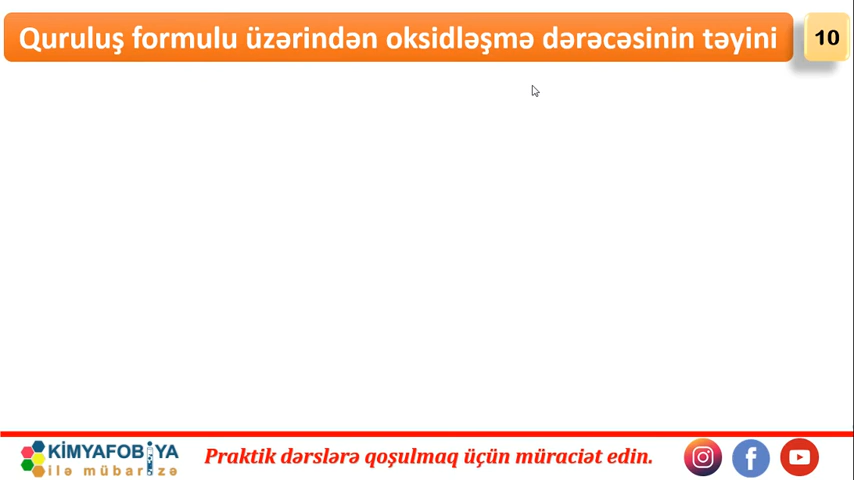 Quruluş formulu üzərindən oksidləşmə dərəcəsinin təyini
10
KİMYAFOBİYA
ilə mübarizə
Praktik dərslərə qoşulmaq üçün müraciət edin.